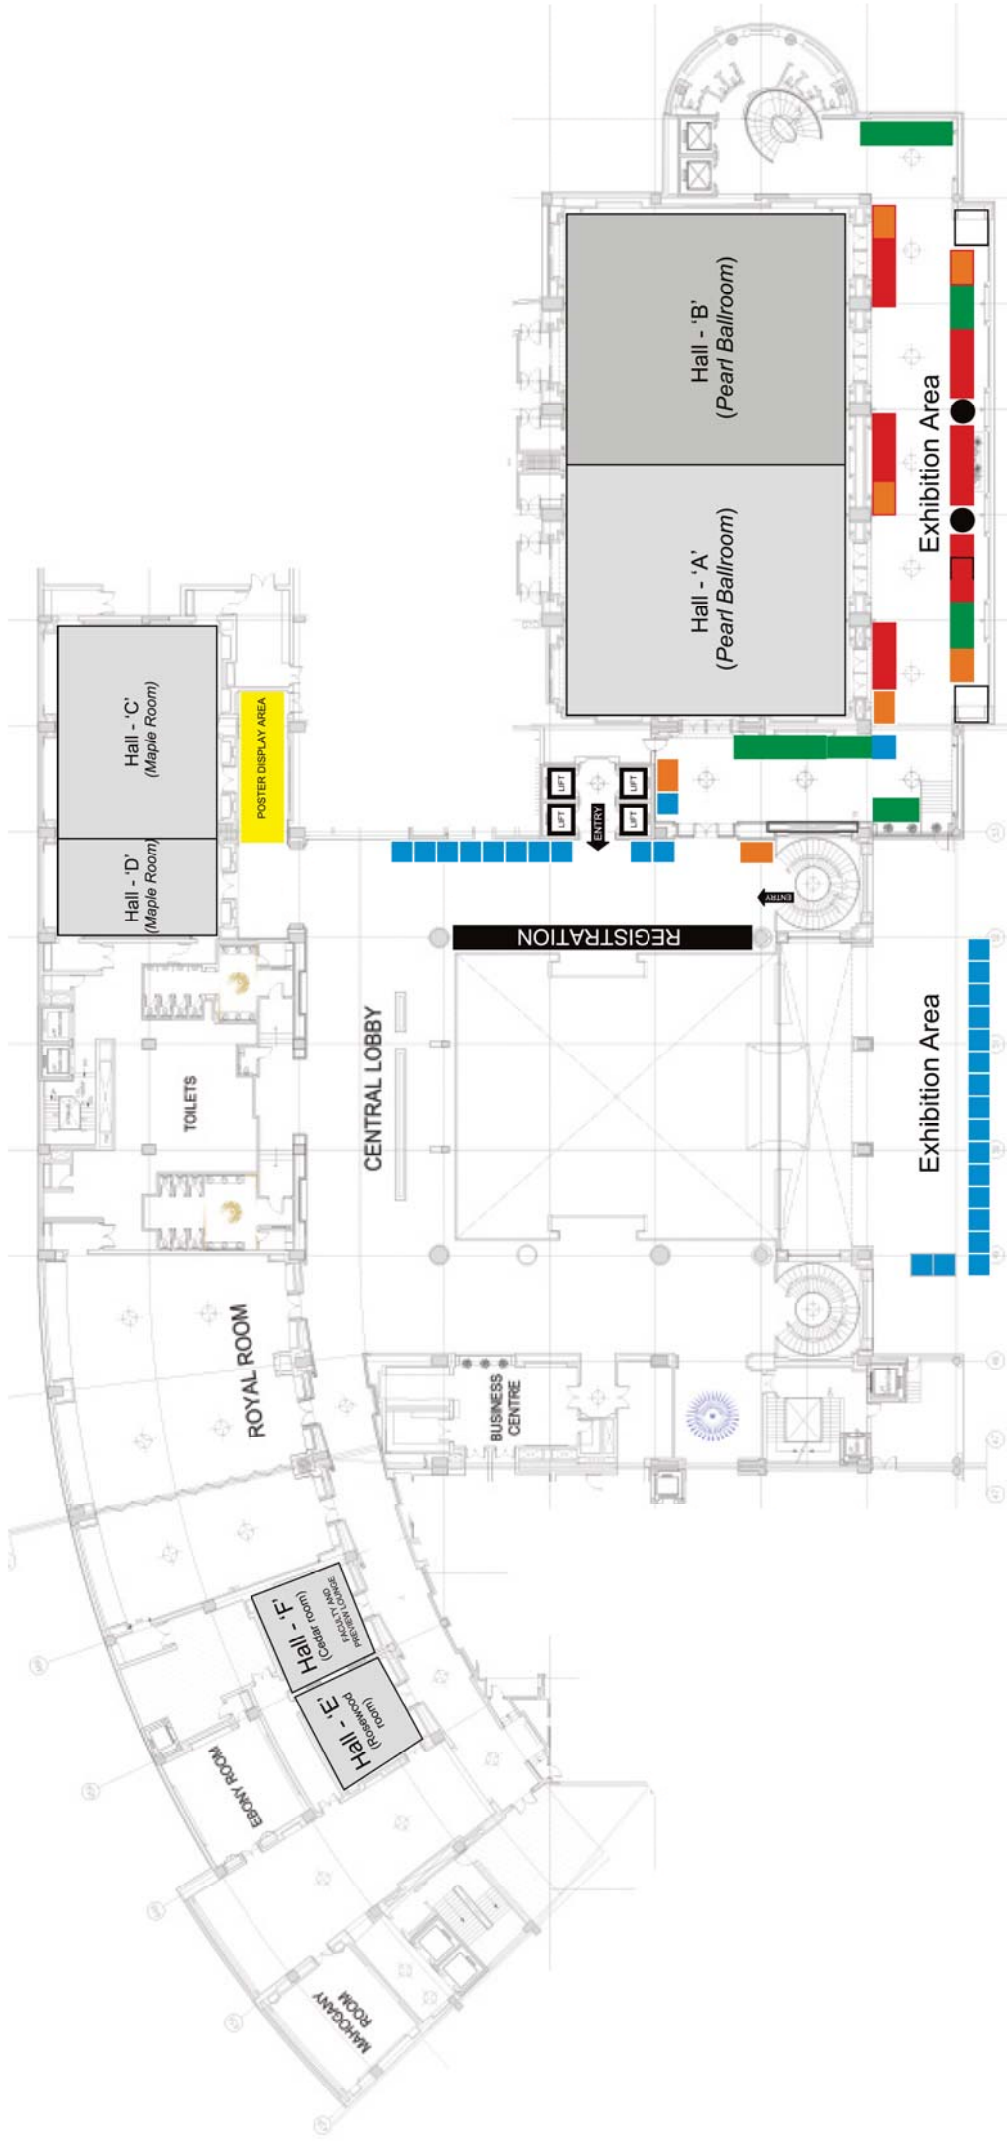 MAHOGANY
ROOM
EBONY ROOM
Hall - 'E'
(Rosewood
room)
Hall - 'F'
(Cedar room)
FACULTY AND
PREVIEW LOUNGE
ROYAL ROOM
TOILETS
Hall - 'D'
(Maple Room)
Hall - 'C'
(Maple Room)
POSTER DISPLAY AREA
CENTRAL LOBBY
BUSINESS
CENTRE
REGISTRATION
ENTRY
ENTRY
LIFT
LIFT
LIFT
LIFT
Hall - 'A'
(Pearl Ballroom)
Hall - 'B'
(Pearl Ballroom)
Exhibition Area
Exhibition Area